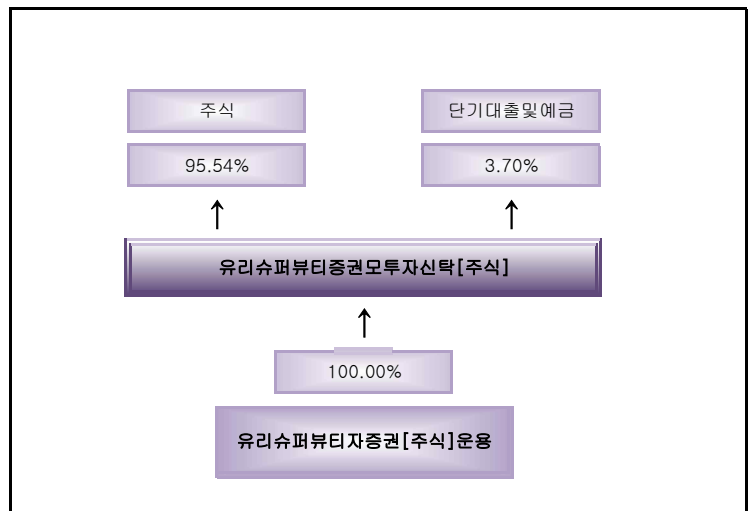 주식
단기대출및예금
95.54%
3.70%
↑ ↑
유리슈퍼뷰티증권모투자신탁[주식]
↑
100.00%
유리슈퍼뷰티자증권[주식]운용